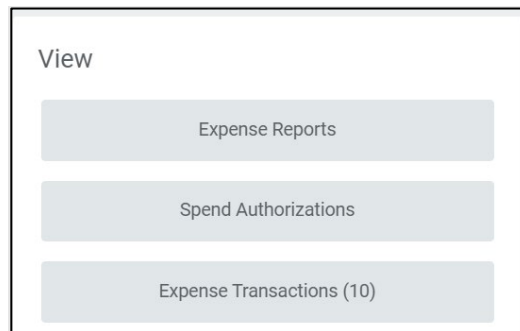 View
Expense Reports
Spend Authorizations
Expense Transactions (10)